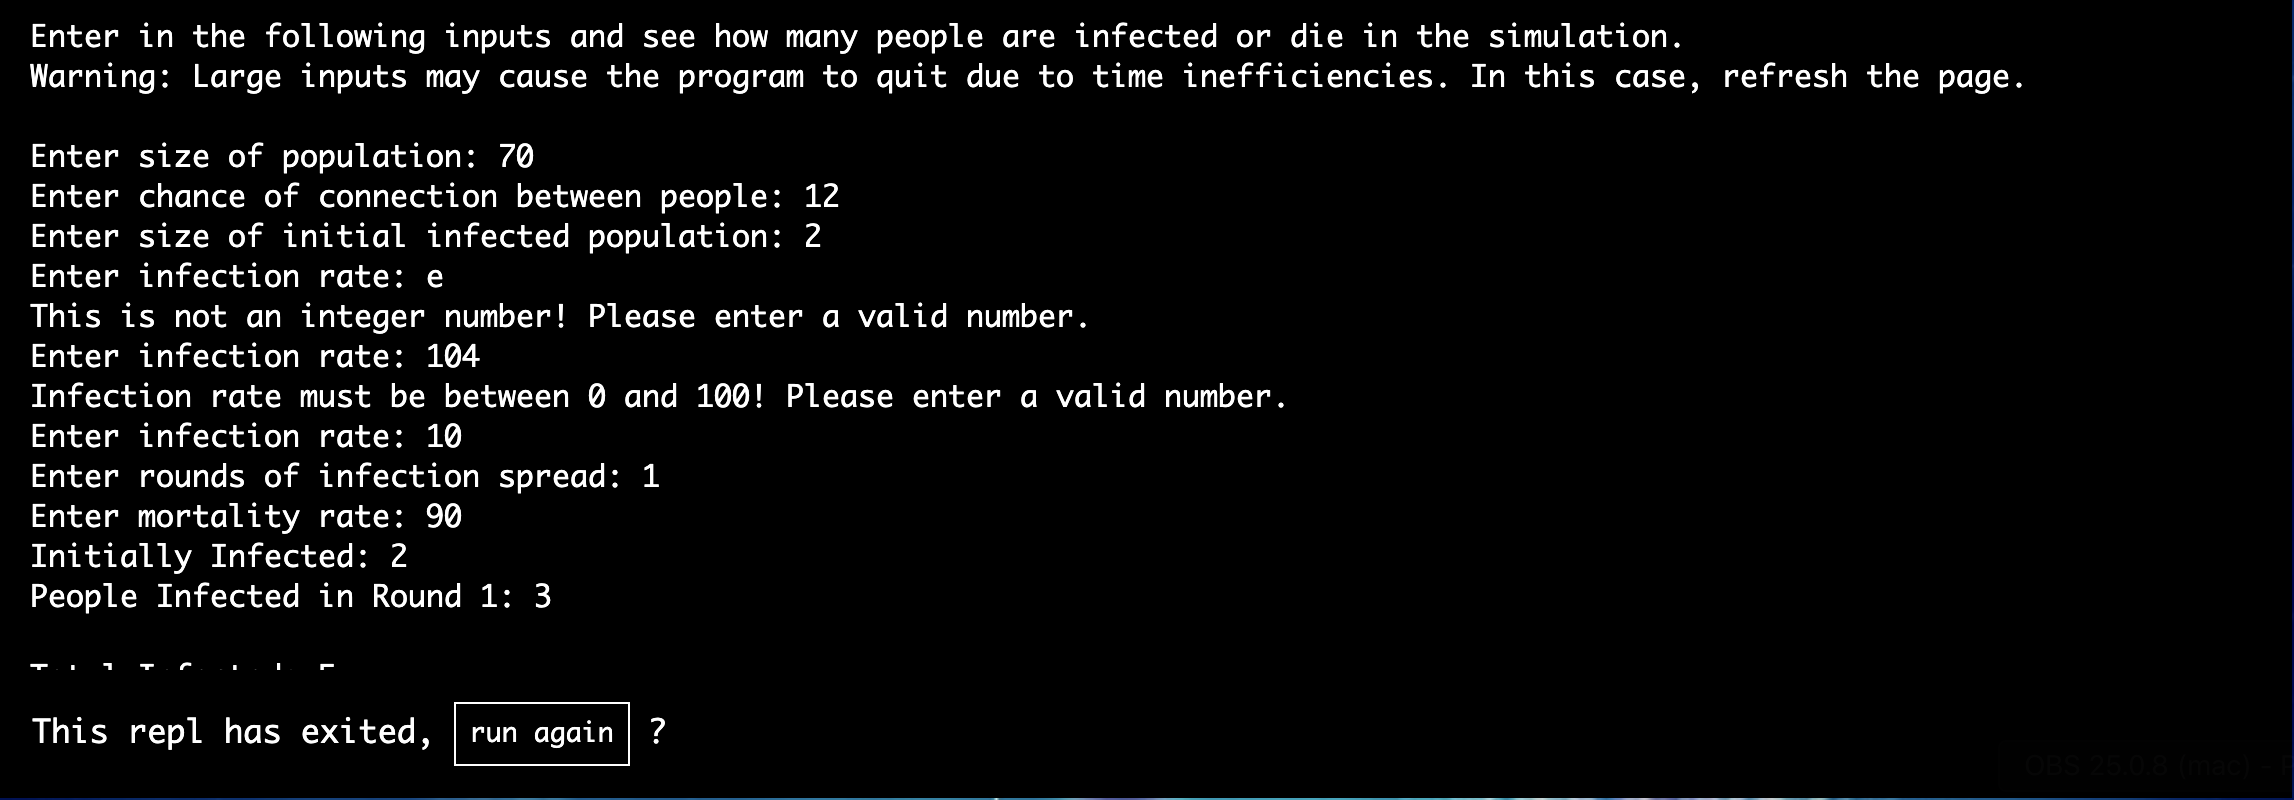 Enter in the following inputs and see how many people are infected or die in the simulation.
Warning: Large inputs may cause the program to quit due to time inefficiencies. In this case, refresh the page.
Enter size of population: 70
Enter chance of connection between people: 12
Enter size of initial infected population: 2
Enter infection rate: e
This is not an integer number! Please enter a valid number.
Enter infection rate: 104
Infection rate must be between 0 and 100! Please enter a valid number.
Enter infection rate: 10
Enter rounds of infection spread: 1
Enter mortality rate: 90
Initially Infected: 2
People Infected in Round 1: 3
Total Infected: 5
This repl has exited, run again ?
OBS 25.0.8 (mac) -